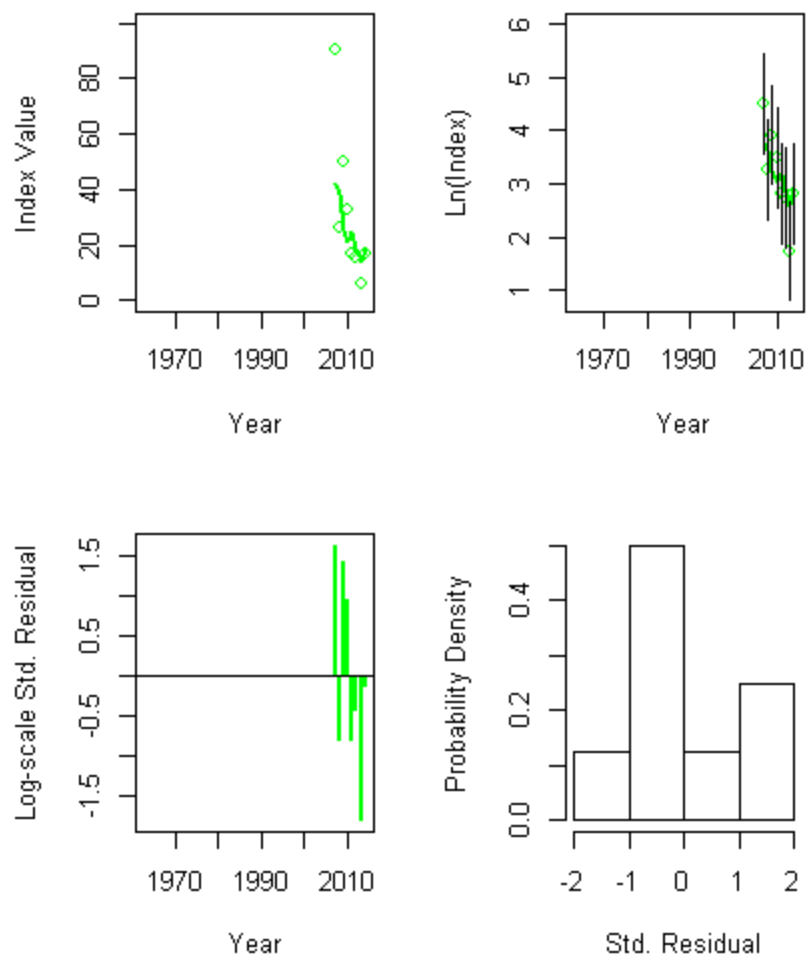 Index Value
0 20 40 60 80
1970 1990 2010
Year
Ln(Index)
1 2 3 4 5 6
1970 1990 2010
Year
Log-scale Std. Residual
-1.5 -0.5 0.5 1.5
1970 1990 2010
Year
Probability Density
0.0 0.2 0.4
-2 -1 0 1 2
Std. Residual